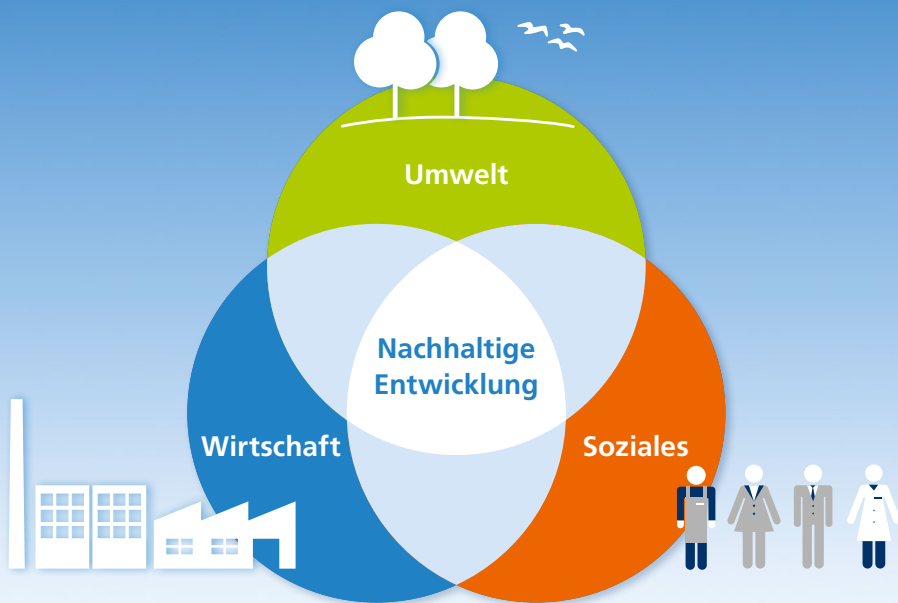 Umwelt
Nachhaltige
Entwicklung
Wirtschaft
Soziales